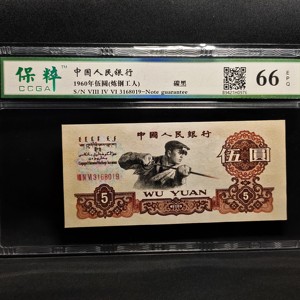 保粹
CCGA
中国人民银行
1960年伍圆(炼钢工人)
碳黑
S/N VIII IV VI 3168019-Note guarantee
66
EPQ
中国人民银行
伍圆
VIII IV VI 3168019
5
WU YUAN
5